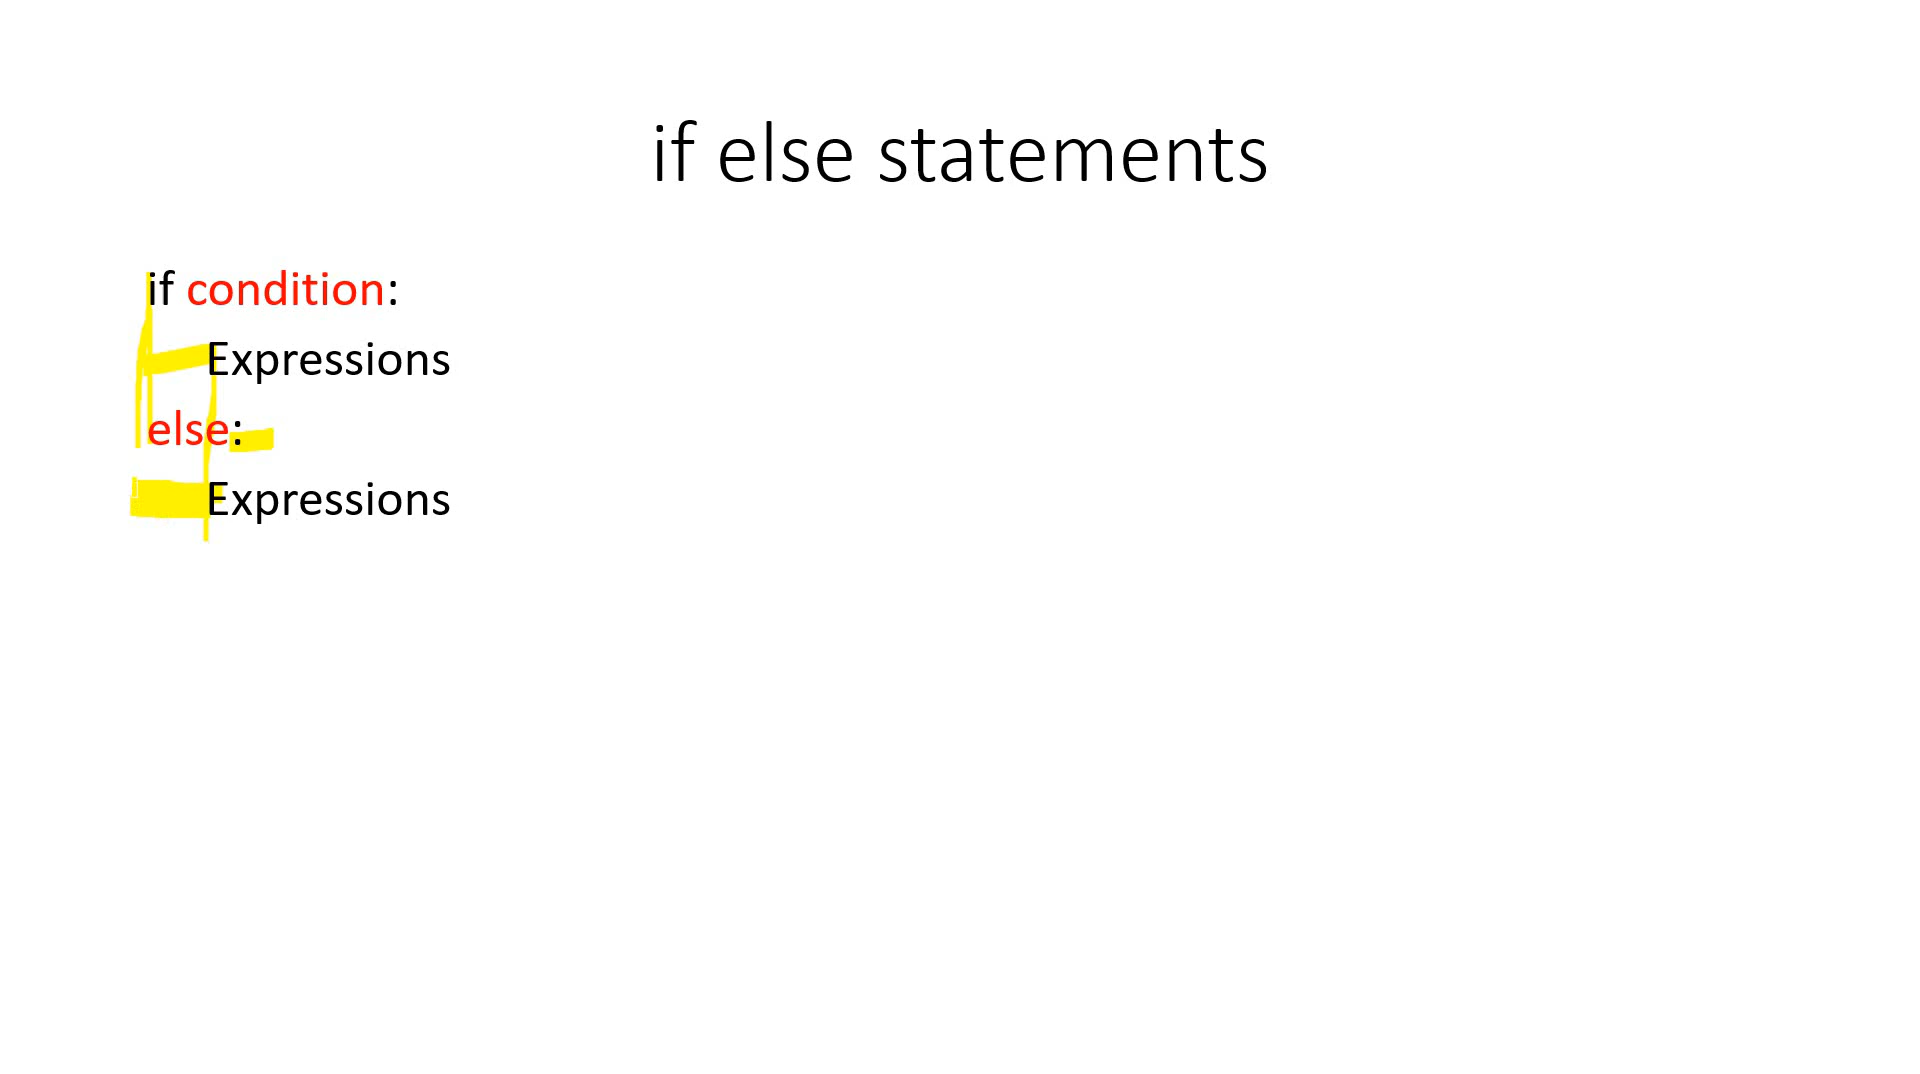 if else statements
if condition:
Expressions
else:
Expressions